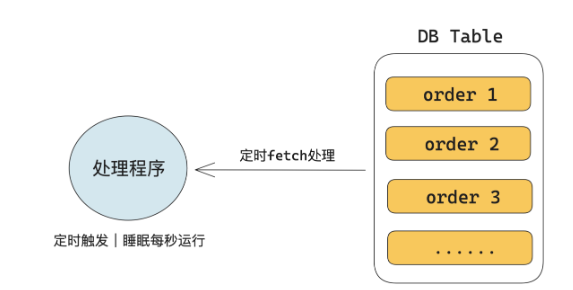 DB Table
order 1
order 2
order 3
......
定时fetch处理
处理程序
定时触发｜睡眠每秒运行